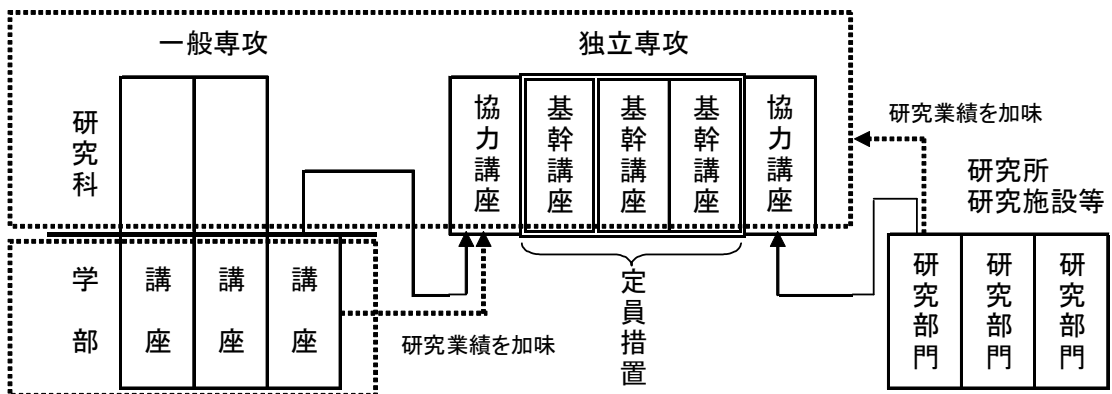 一般専攻
独立専攻
研究科
協力講座
基幹講座
基幹講座
基幹講座
協力講座
研究業績を加味
研究所
研究施設等
学部
講座
講座
講座
研究業績を加味
定員措置
研究部門
研究部門
研究部門